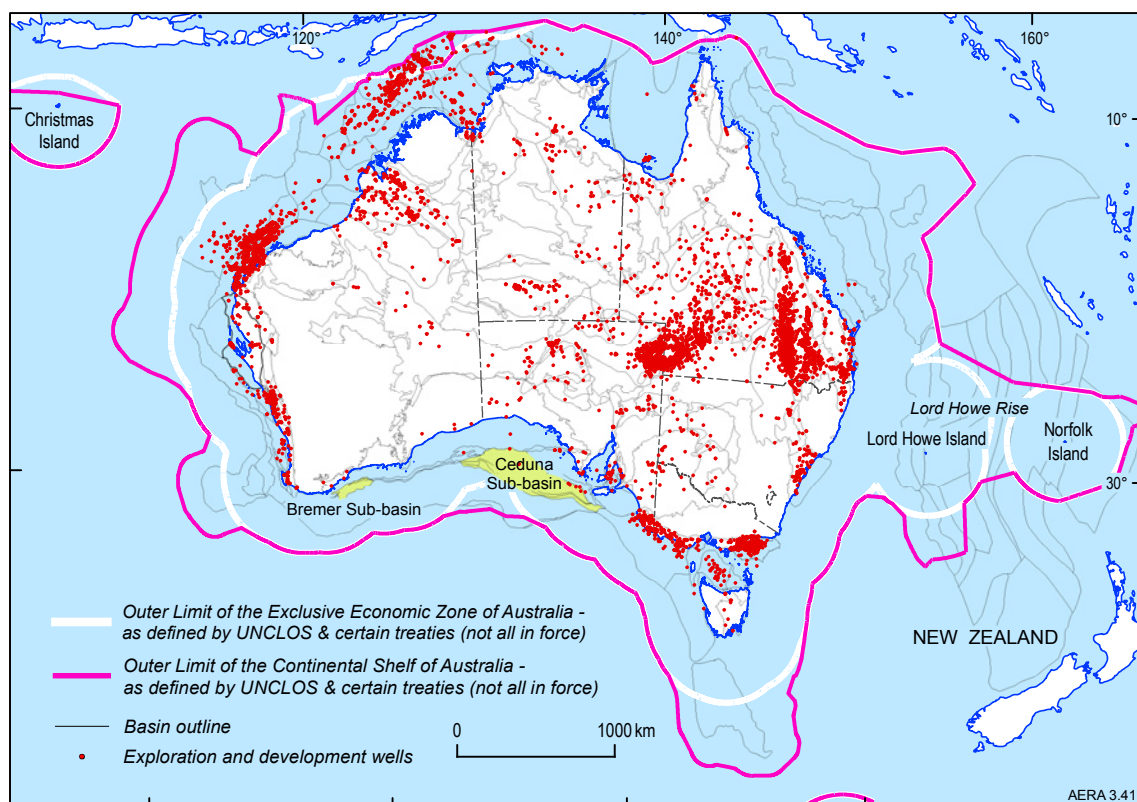 120°
140°
160°
Christmas
Island
10°
Lord Howe Rise
Lord Howe Island
Norfolk
Island
Ceduna
Sub-basin
30°
Bremer Sub-basin
Outer Limit of the Exclusive Economic Zone of Australia -
as defined by UNCLOS & certain treaties (not all in force)
NEW ZEALAND
Outer Limit of the Continental Shelf of Australia -
as defined by UNCLOS & certain treaties (not all in force)
Basin outline
0
1000 km
Exploration and development wells
AERA 3.41